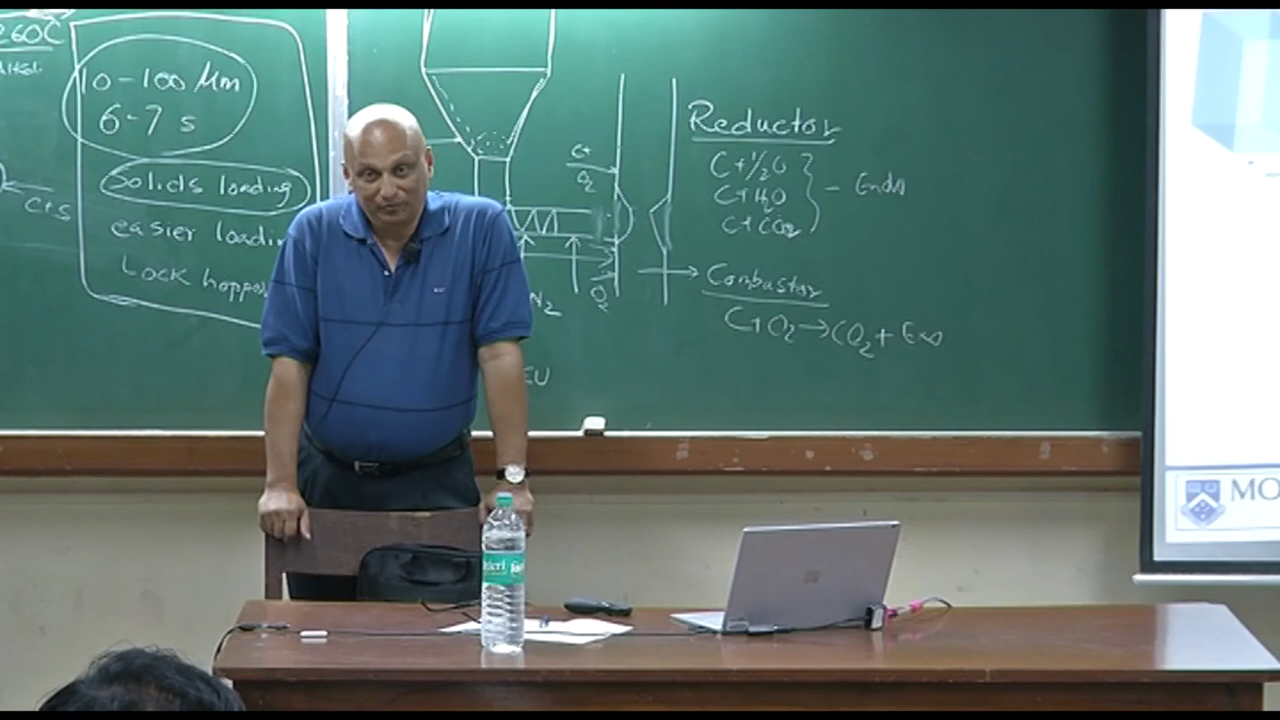 260C
10-100 μm
6-7 s
Solids loading
easier loadin
Lock hoppe
C+S
C+
O₂
N₂
O₂
EU
Reductor
C+½O
C+H₂O
C+CO₂
- Endo
Combustor
C+O₂→CO₂+Exo
MO